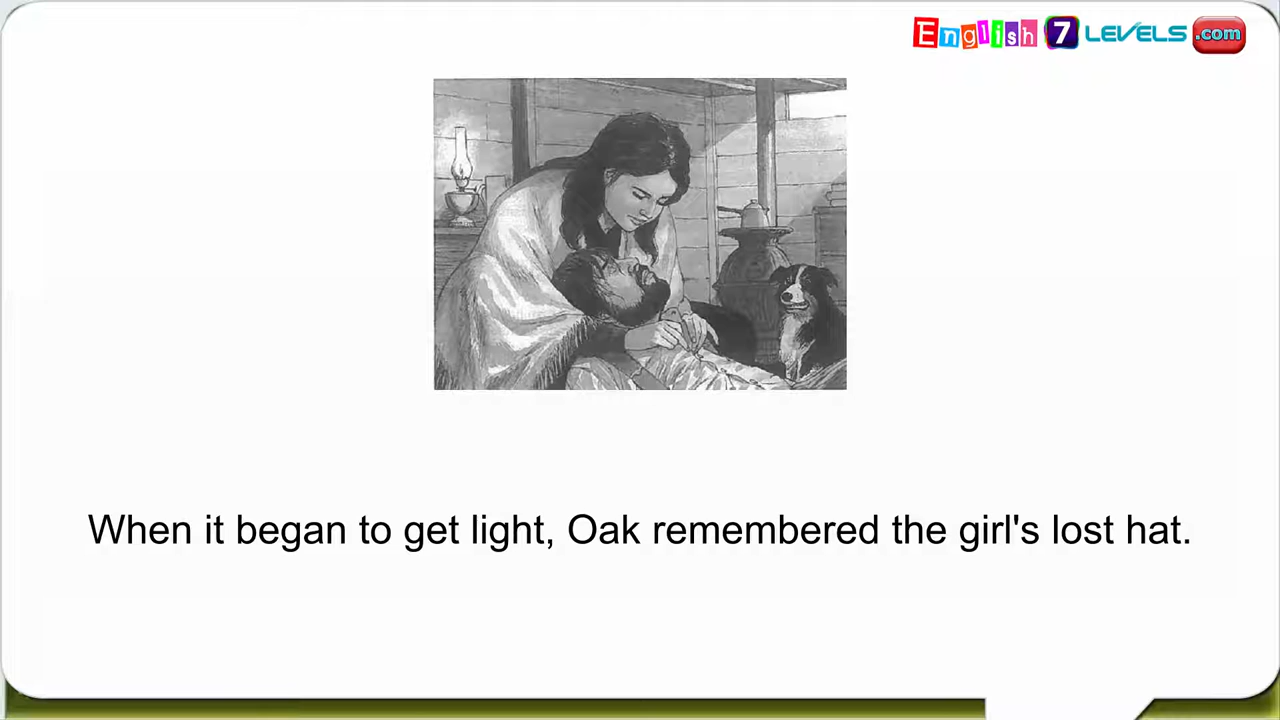 English 7 LEVELS .com
When it began to get light, Oak remembered the girl's lost hat.